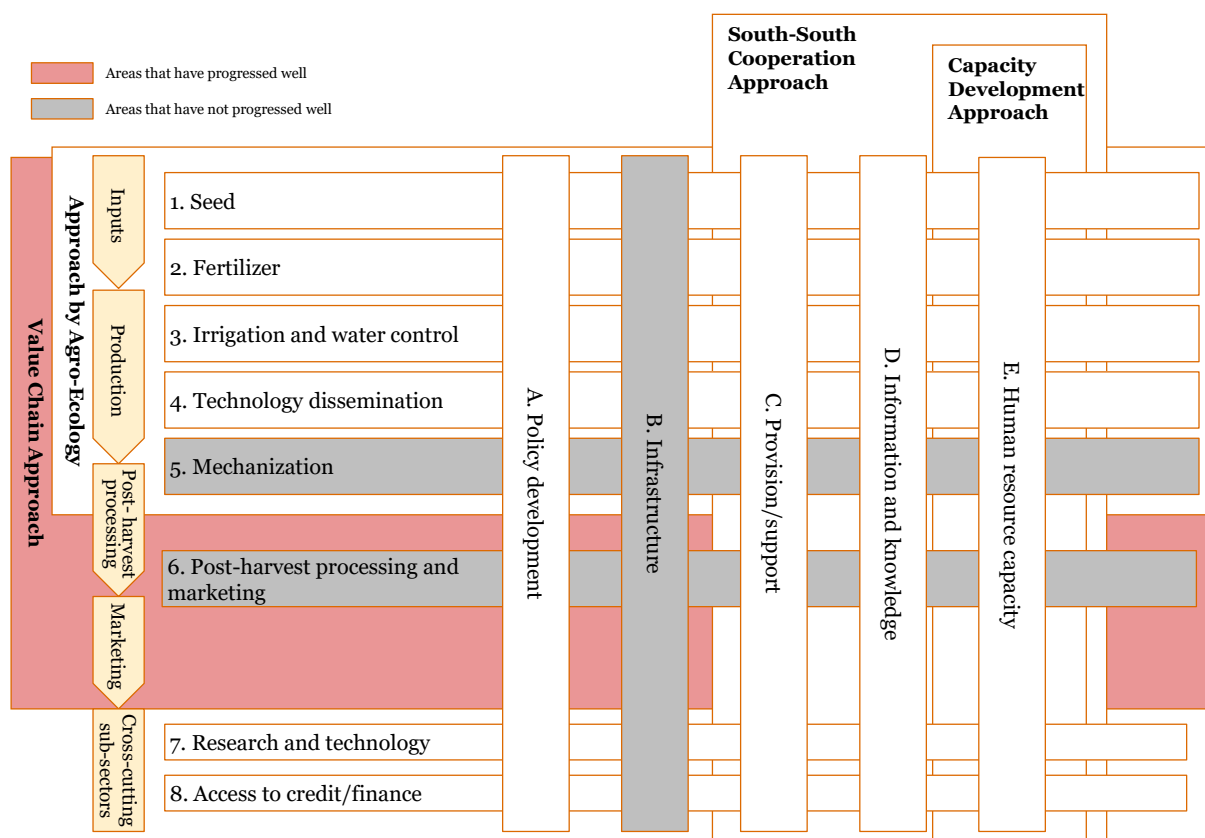 South-South
Cooperation
Approach
Capacity
Development
Approach
Areas that have progressed well
Areas that have not progressed well
Value Chain Approach
Approach by Agro-Ecology
Inputs
Production
Post- harvest
processing
Marketing
Cross-cutting
sub-sectors
1. Seed
2. Fertilizer
3. Irrigation and water control
4. Technology dissemination
5. Mechanization
6. Post-harvest processing and
marketing
7. Research and technology
8. Access to credit/finance
A. Policy development
B. Infrastructure
C. Provision/support
D. Information and knowledge
E. Human resource capacity